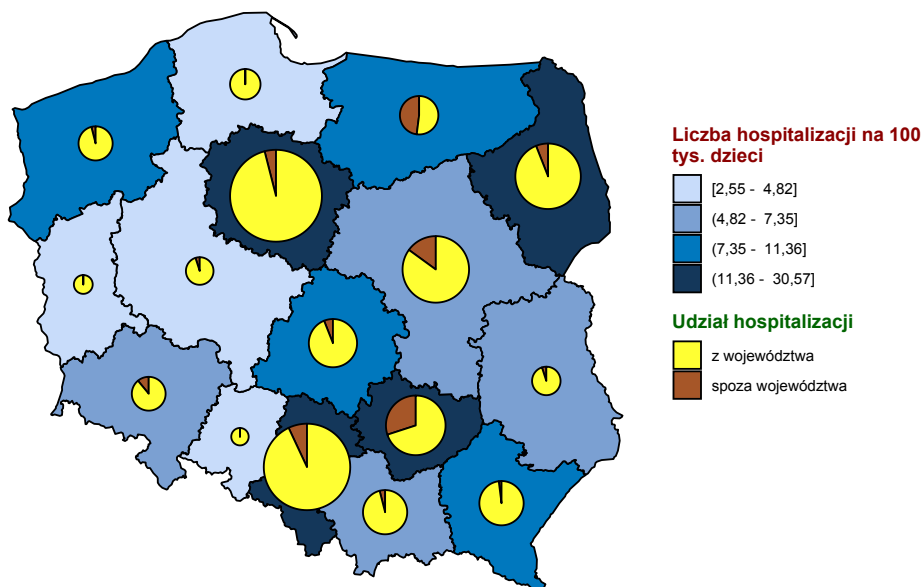 Liczba hospitalizacji na 100
tys. dzieci
[2,55 - 4,82]
(4,82 - 7,35]
(7,35 - 11,36]
(11,36 - 30,57]
Udział hospitalizacji
z województwa
spoza województwa